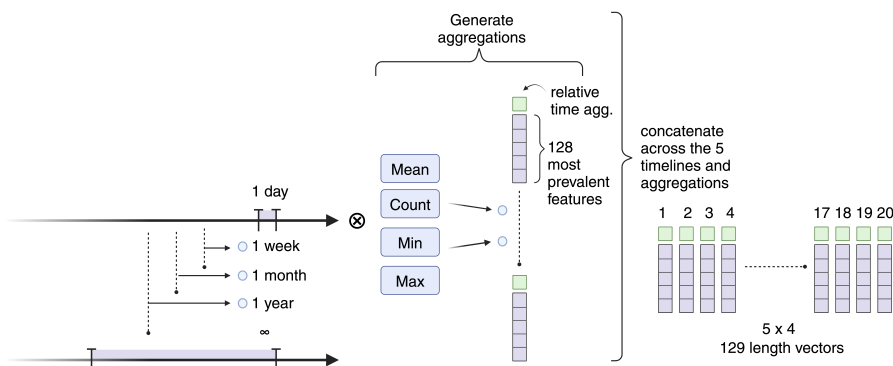 Generate
aggregations
relative
time agg.
128
most
prevalent
features
concatenate
across the 5
timelines and
aggregations
Mean
Count
Min
Max
1 day
1 week
1 month
1 year
∞
⊗
1 2 3 4 17 18 19 20
5 x 4
129 length vectors